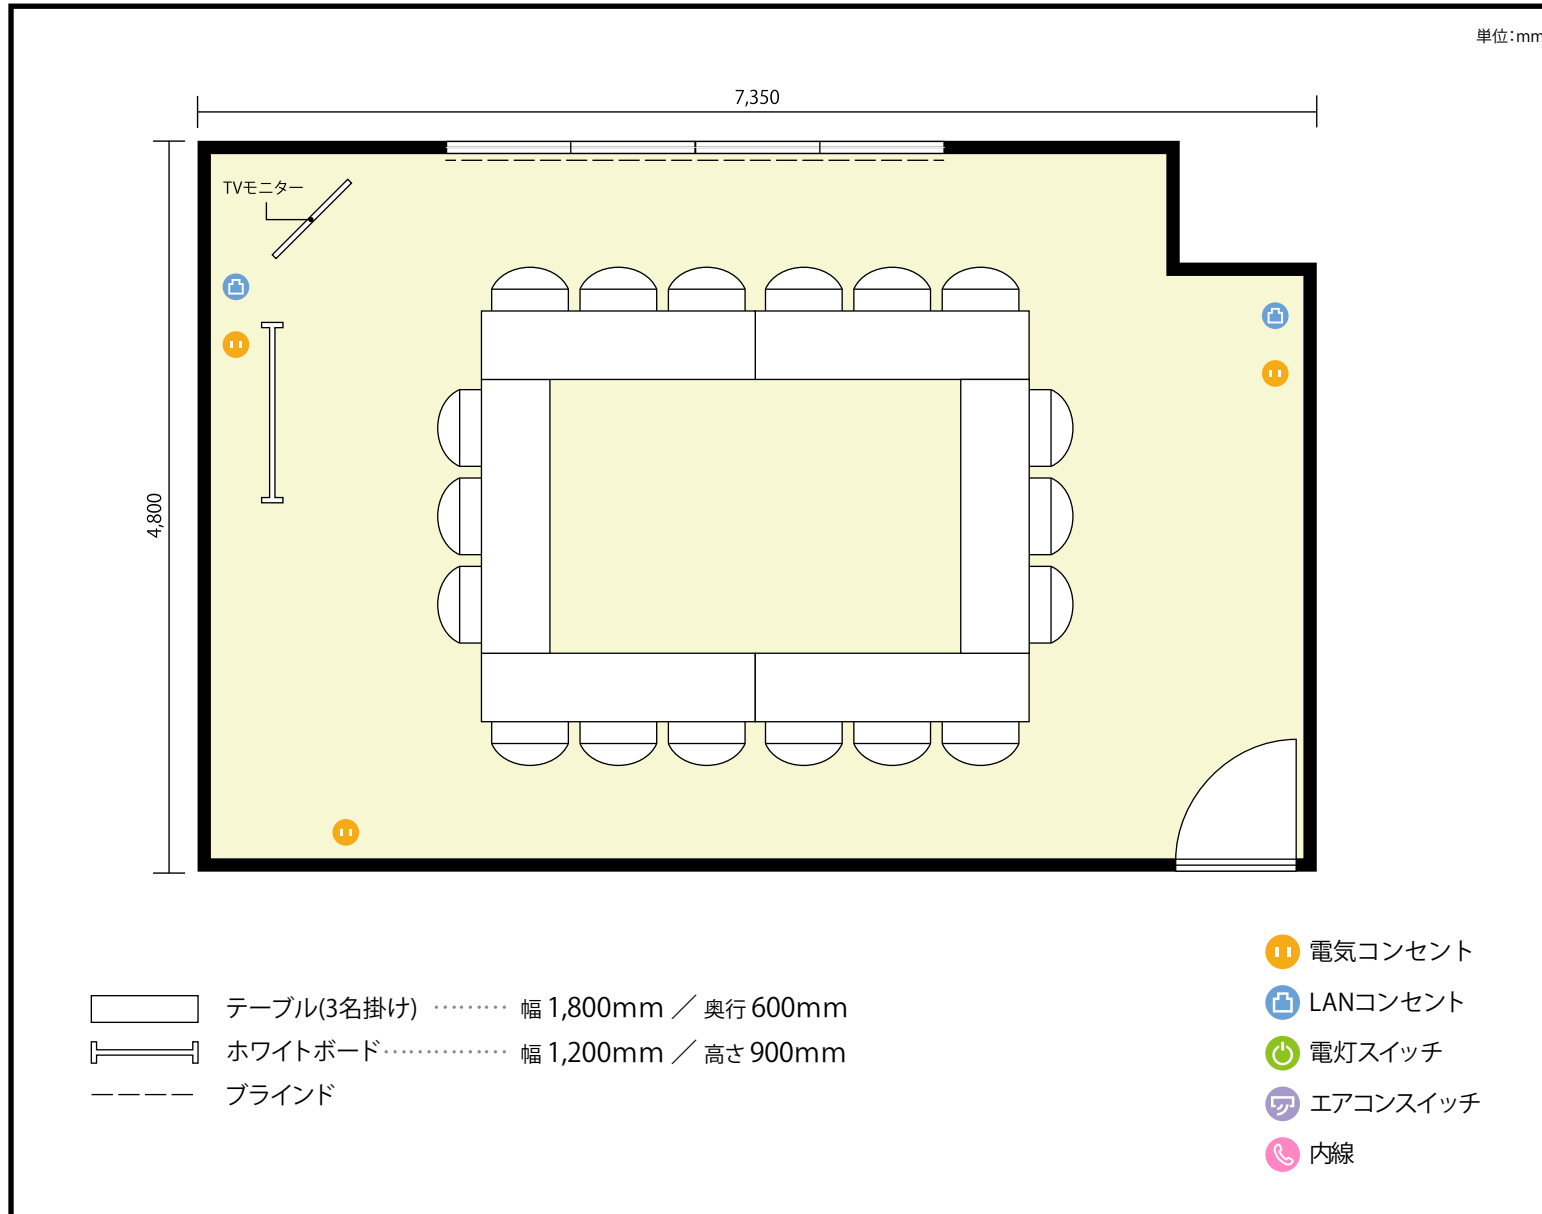 単位:mm
7,350
TVモニター
4,800
テーブル(3名掛け) ········· 幅 1,800mm ／ 奥行 600mm
ホワイトボード ··············· 幅 1,200mm ／ 高さ 900mm
ブラインド
電気コンセント
LANコンセント
電灯スイッチ
エアコンスイッチ
内線